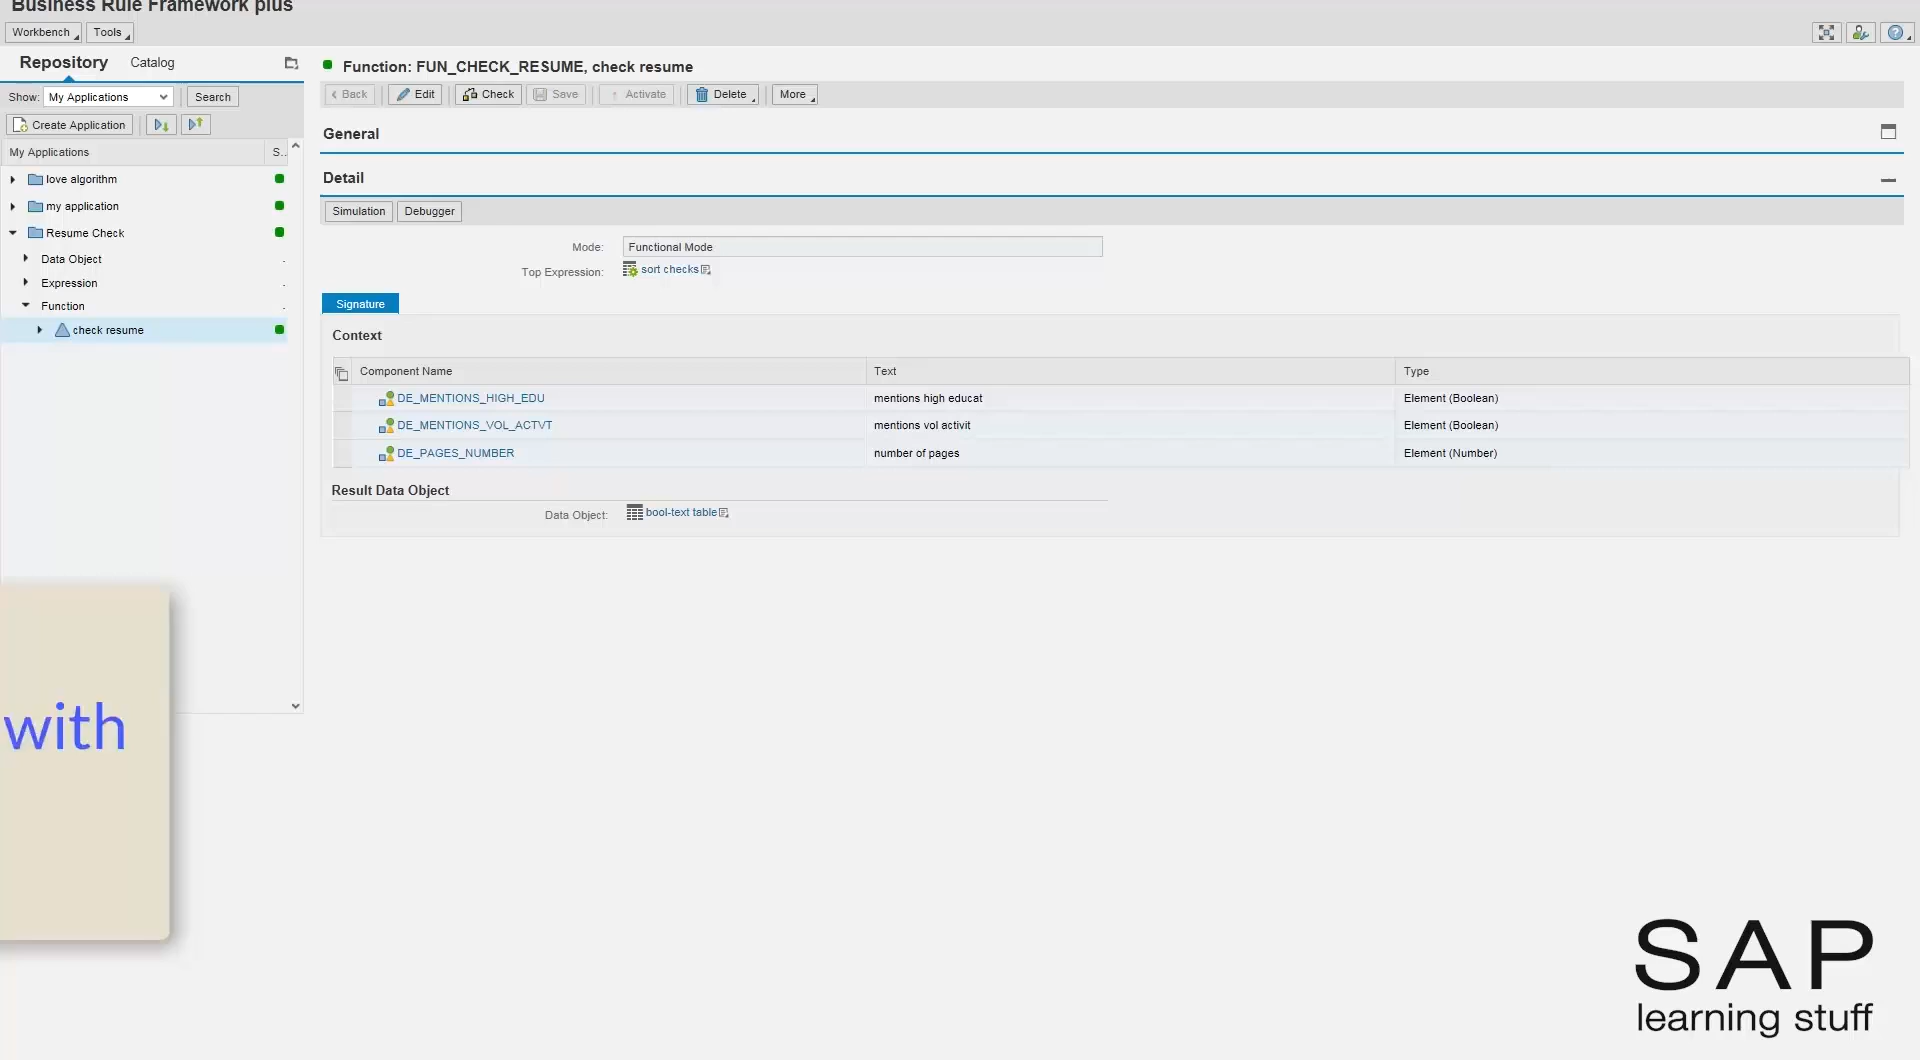 Business Rule Framework plus
Workbench Tools
Repository Catalog
Show: My Applications Search
Create Application
My Applications S..
love algorithm
my application
Resume Check
Data Object .
Expression .
Function .
check resume
Function: FUN_CHECK_RESUME, check resume
Back Edit Check Save Activate Delete More
General
Detail
Simulation Debugger
Mode: Functional Mode
Top Expression: sort checks
Signature
Context
Component Name Text Type
DE_MENTIONS_HIGH_EDU mentions high educat Element (Boolean)
DE_MENTIONS_VOL_ACTVT mentions vol activit Element (Boolean)
DE_PAGES_NUMBER number of pages Element (Number)
Result Data Object
Data Object: bool-text table
with
SAP
learning stuff